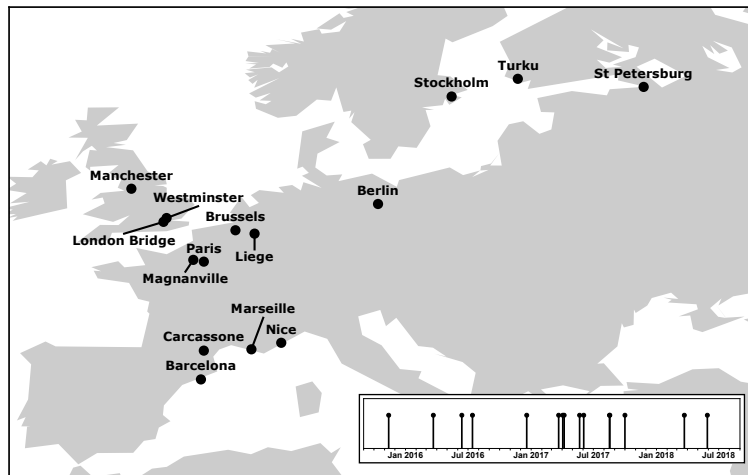 Turku
St Petersburg
Stockholm
Manchester
Westminster
Berlin
Brussels
London Bridge
Paris
Liege
Magnanville
Marseille
Nice
Carcassone
Barcelona
Jan 2016 Jul 2016 Jan 2017 Jul 2017 Jan 2018 Jul 2018